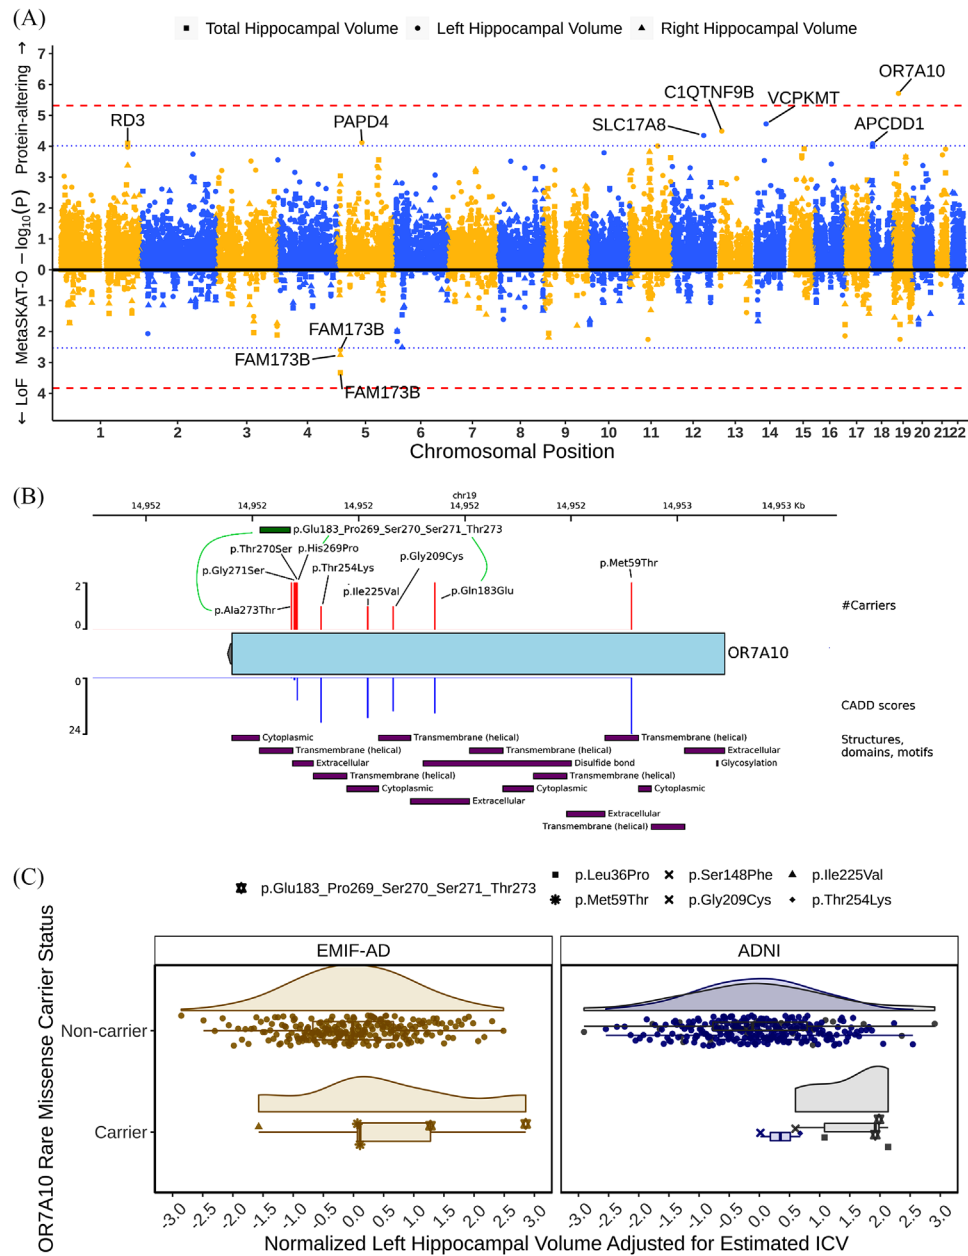 (A)
Total Hippocampal Volume Left Hippocampal Volume Right Hippocampal Volume
← LoF MetaSKAT-O − log10(P) Protein-altering →
7
6
5
4
3
2
1
0
1
2
3
4
OR7A10
C1QTNF9B
VCPKMT
RD3
PAPD4
SLC17A8
APCDD1
FAM173B
FAM173B
FAM173B
1 2 3 4 5 6 7 8 9 10 11 12 13 14 15 16 17 18 19 20 21 22
Chromosomal Position
(B)
chr19
14,952 14,952 14,952 14,952 14,952 14,953 14,953 Kb
p.Glu183_Pro269_Ser270_Ser271_Thr273
p.Thr270Ser p.His269Pro
p.Gly209Cys
p.Gly271Ser
p.Thr254Lys
p.Met59Thr
p.Ile225Val
p.Gln183Glu
p.Ala273Thr
2
0
#Carriers
OR7A10
0
24
CADD scores
Structures,
domains, motifs
Cytoplasmic Transmembrane (helical)
Transmembrane (helical) Transmembrane (helical) Extracellular
Extracellular Disulfide bond Glycosylation
Transmembrane (helical) Transmembrane (helical)
Cytoplasmic Cytoplasmic Cytoplasmic
Extracellular
Extracellular
Transmembrane (helical)
(C)
p.Glu183_Pro269_Ser270_Ser271_Thr273
p.Leu36Pro p.Ser148Phe p.Ile225Val
p.Met59Thr p.Gly209Cys p.Thr254Lys
OR7A10 Rare Missense Carrier Status
EMIF-AD ADNI
Non-carrier
Carrier
-3.0 -2.5 -2.0 -1.5 -1.0 -0.5 0.0 0.5 1.0 1.5 2.0 2.5 3.0 -3.0 -2.5 -2.0 -1.5 -1.0 -0.5 0.0 0.5 1.0 1.5 2.0 2.5 3.0
Normalized Left Hippocampal Volume Adjusted for Estimated ICV